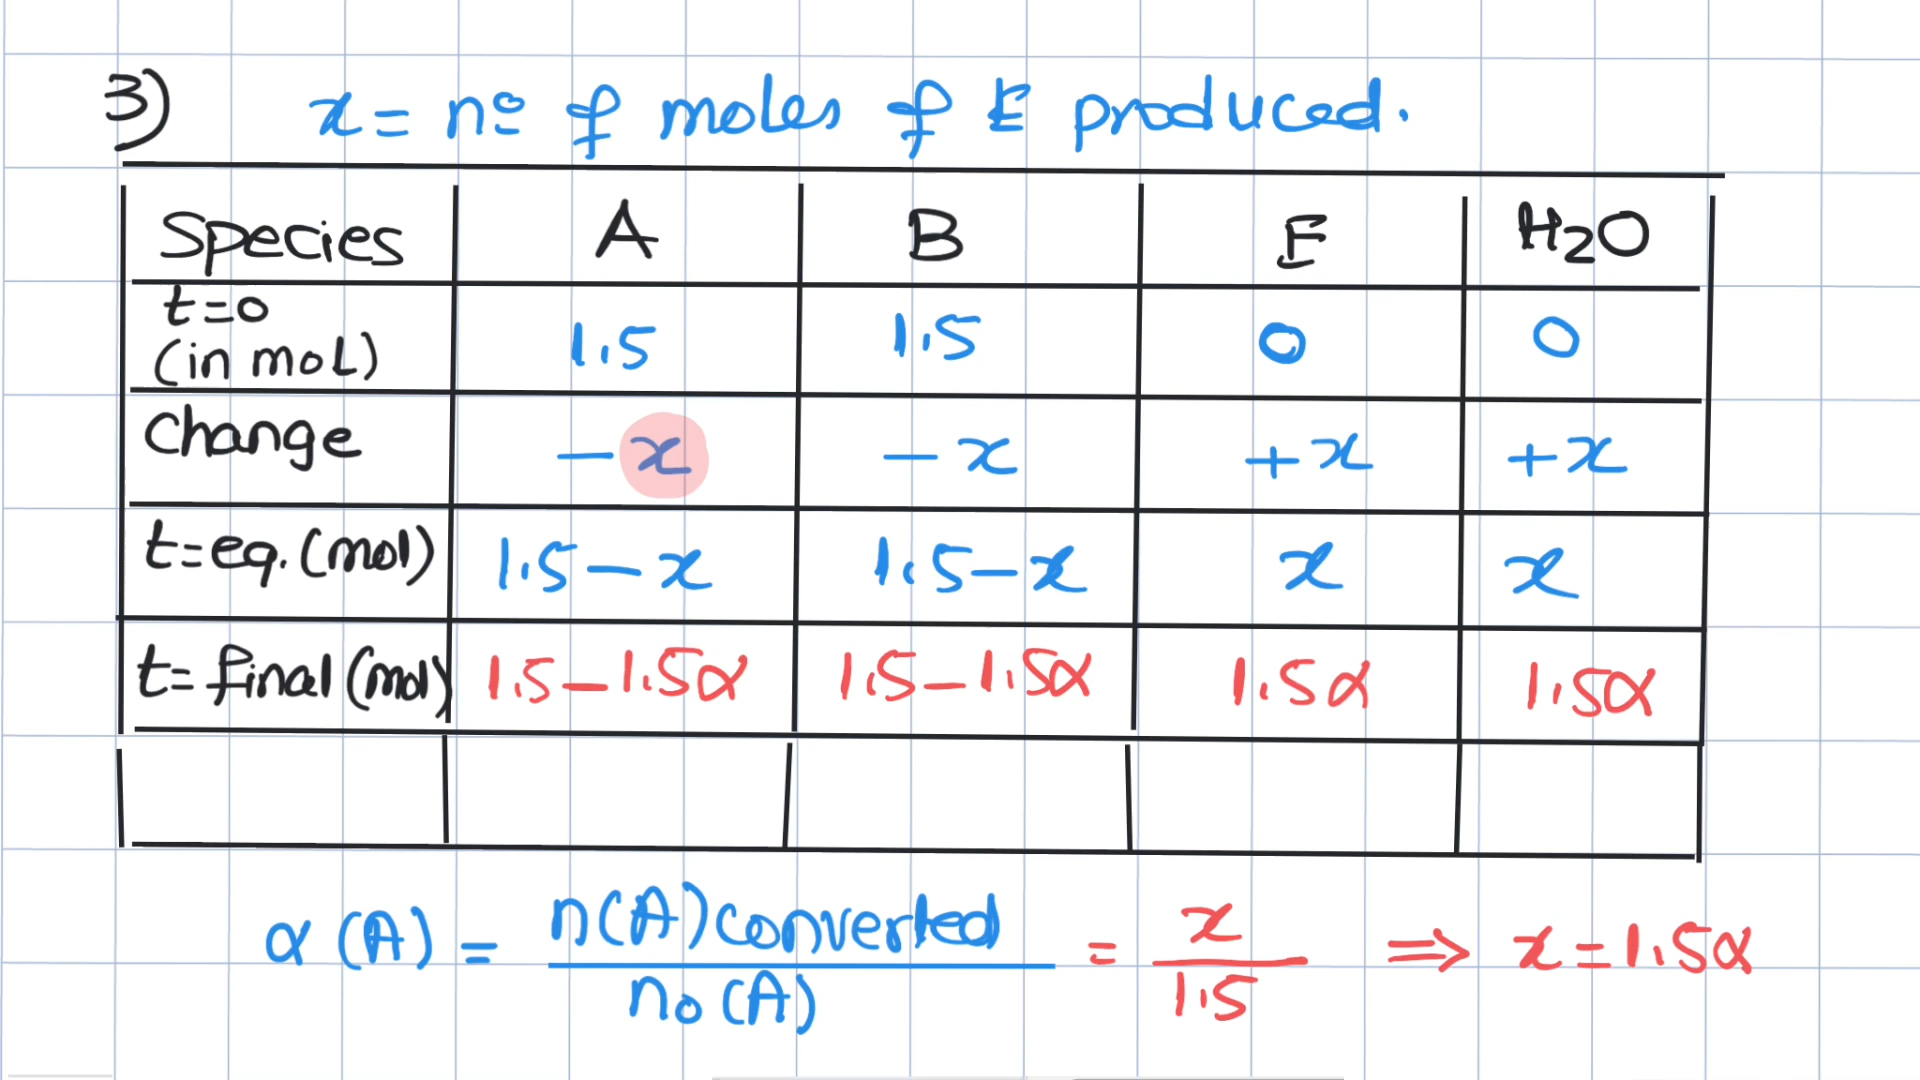 3) x = nº of moles of E produced.
Species A B E H₂O
t=0 (in moL) 1.5 1.5 0 0
Change -x -x +x +x
t=eq.(mol) 1.5-x 1.5-x x x
t=final(mol) 1.5-1.5α 1.5-1.5α 1.5α 1.5α
α(A) = n(A)converted / n₀(A) = x / 1.5 ⇒ x=1.5α